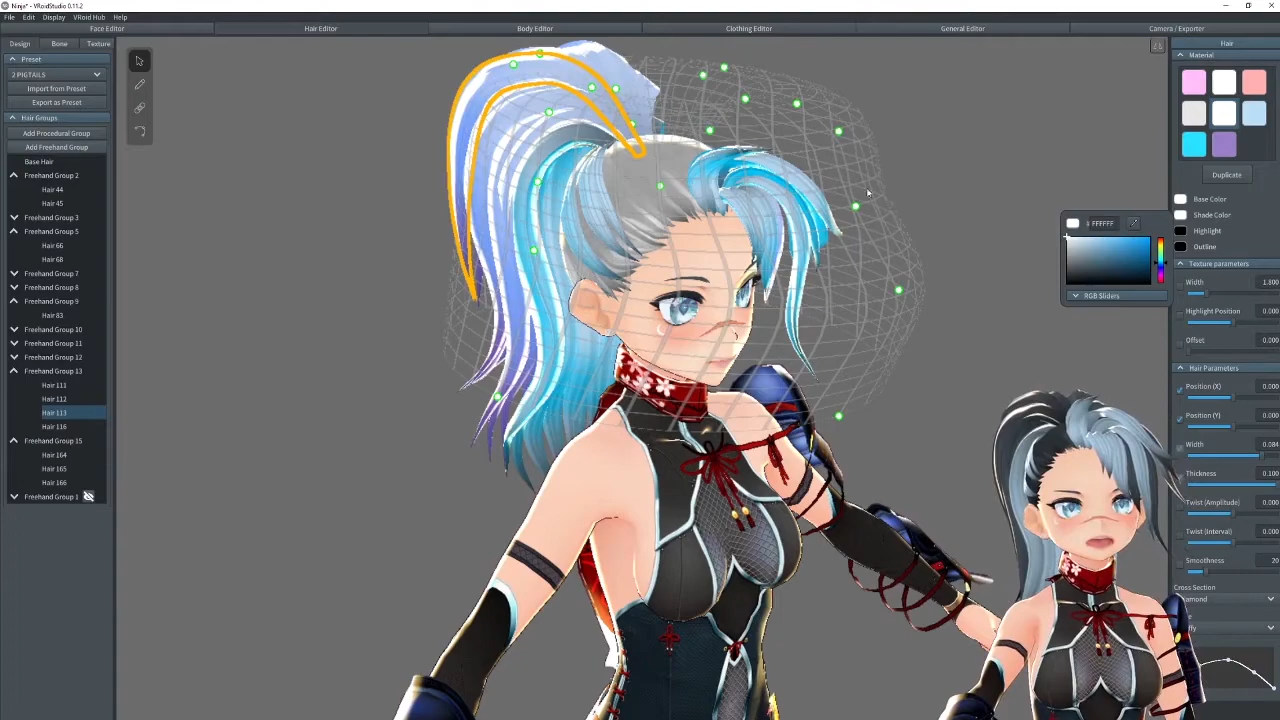 Ninja* - VRoidStudio 0.11.2
File Edit Display VRoid Hub Help
Face Editor Hair Editor Body Editor Clothing Editor General Editor Camera / Exporter
Design Bone Texture
Preset
2 PIGTAILS
Import from Preset
Export as Preset
Hair Groups
Add Procedural Group
Add Freehand Group
Base Hair
Freehand Group 2
Hair 44
Hair 45
Freehand Group 3
Freehand Group 5
Hair 66
Hair 68
Freehand Group 7
Freehand Group 8
Freehand Group 9
Hair 83
Freehand Group 10
Freehand Group 11
Freehand Group 12
Freehand Group 13
Hair 111
Hair 112
Hair 113
Hair 116
Freehand Group 15
Hair 164
Hair 165
Hair 166
Freehand Group 1
# FFFFFF
RGB Sliders
Hair
Material
Duplicate
Base Color
Shade Color
Highlight
Outline
Texture parameters
Width 1.800
Highlight Position 0.000
Offset 0.000
Hair Parameters
Position (X) 0.000
Position (Y) 0.000
Width 0.084
Thickness 0.100
Twist (Amplitude) 0.000
Twist (Interval) 0.000
Smoothness 20
Cross Section
amond